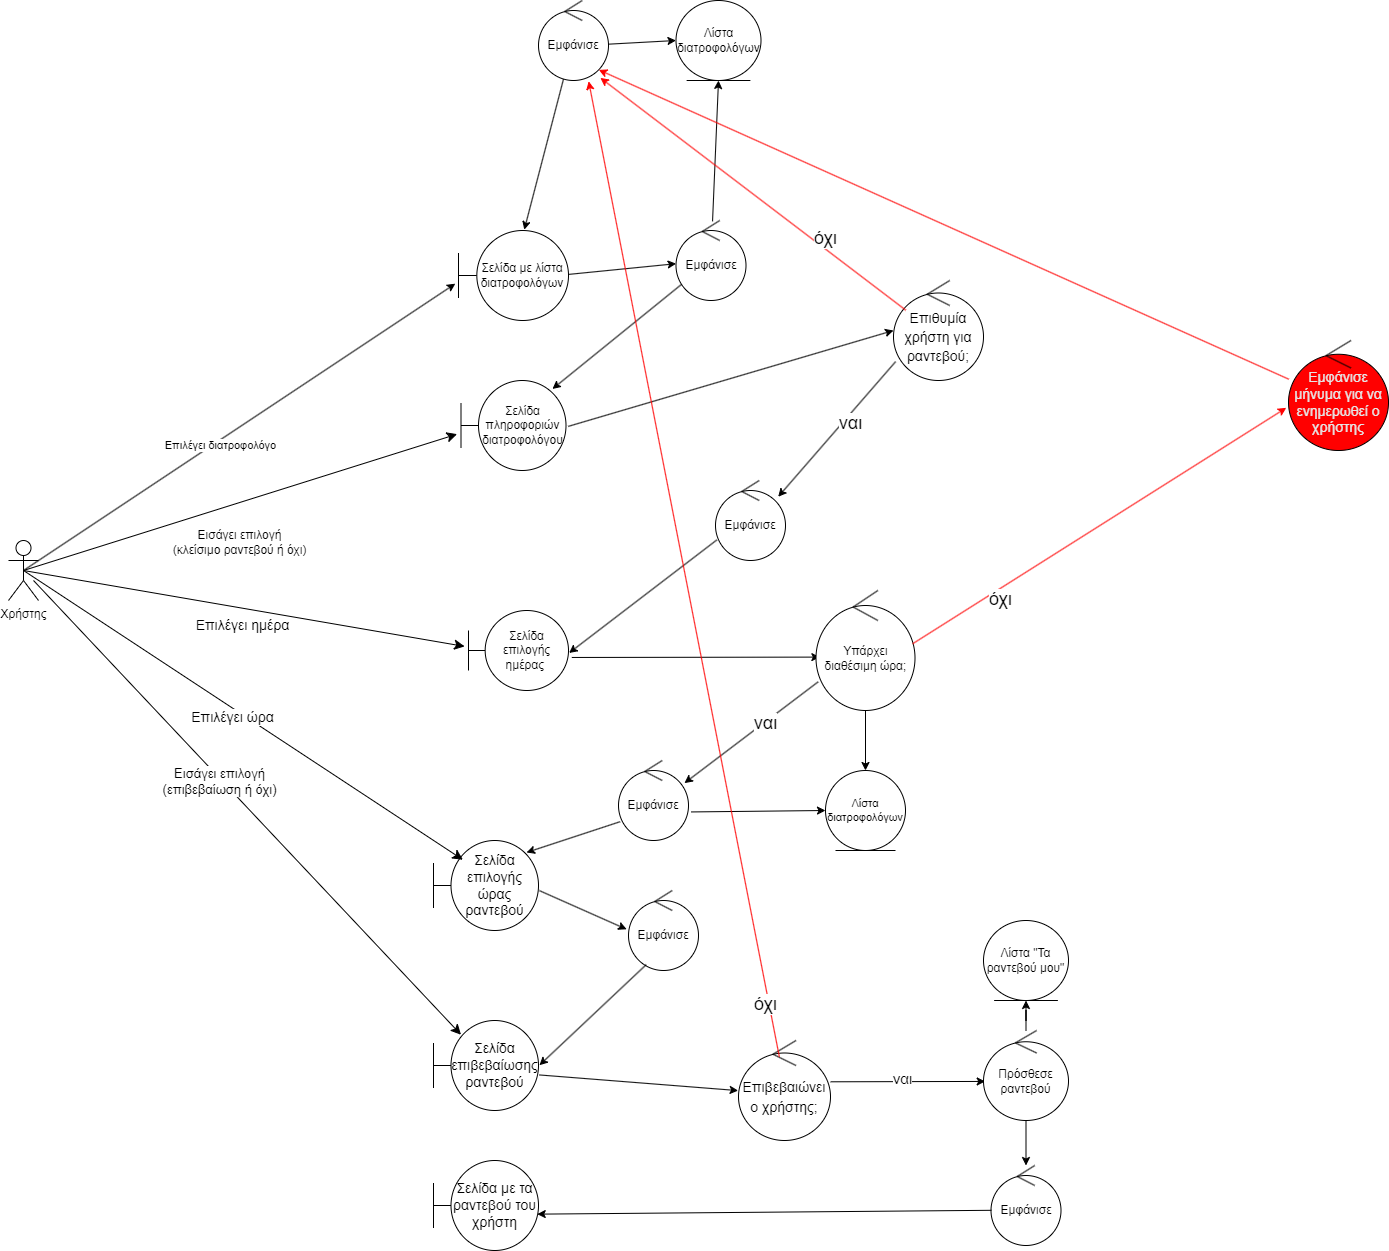 Εμφάνισε
Λίστα
διατροφολόγων
όχι
Σελίδα με λίστα
διατροφολόγων
Εμφάνισε
Επιθυμία
χρήστη για
ραντεβού;
Εμφάνισε
μήνυμα για να
ενημερωθεί ο
χρήστης
Σελίδα
πληροφοριών
διατροφολόγου
ναι
Επιλέγει διατροφολόγο
Εισάγει επιλογή
(κλείσιμο ραντεβού ή όχι)
Εμφάνισε
Χρήστης
Επιλέγει ημέρα
όχι
Σελίδα
επιλογής
ημέρας
Υπάρχει
διαθέσιμη ώρα;
Επιλέγει ώρα
ναι
Εισάγει επιλογή
(επιβεβαίωση ή όχι)
Εμφάνισε
Λίστα
διατροφολόγων
Σελίδα
επιλογής
ώρας
ραντεβού
Εμφάνισε
Λίστα "Τα
ραντεβού μου"
όχι
Σελίδα
επιβεβαίωσης
ραντεβού
Επιβεβαιώνει
ο χρήστης;
ναι
Πρόσθεσε
ραντεβού
Σελίδα με τα
ραντεβού του
χρήστη
Εμφάνισε